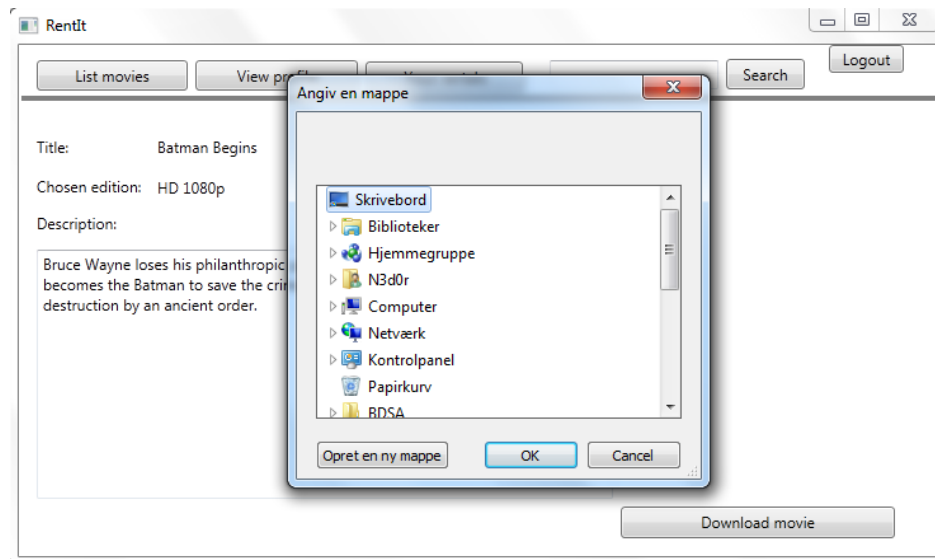 RentIt
Logout
List movies
View
Search
Angiv en mappe
Title: Batman Begins
Chosen edition: HD 1080p
Description:
Bruce Wayne loses his philanthropic
becomes the Batman to save the
destruction by an ancient order.
Skrivebord
Biblioteker
Hjemmegruppe
N3d0r
Computer
Netværk
Kontrolpanel
Papirkurv
BDSA
Opret en ny mappe
OK
Cancel
Download movie